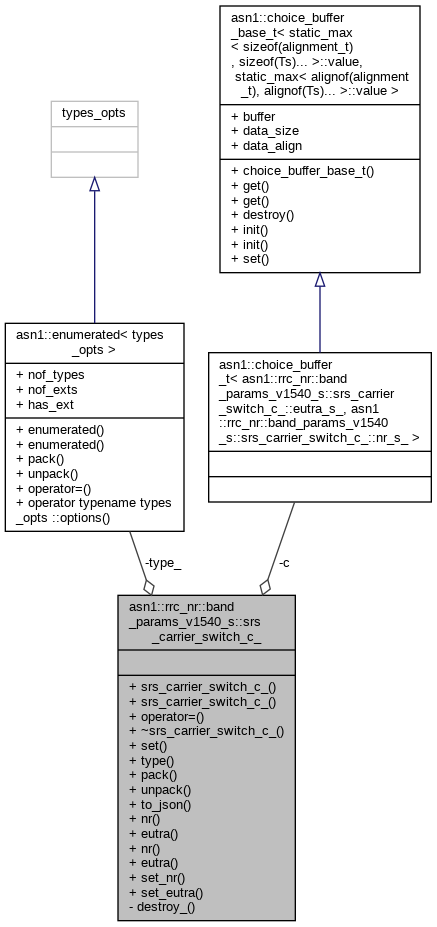 asn1::choice_buffer
_base_t< static_max
< sizeof(alignment_t)
, sizeof(Ts)... >::value,
static_max< alignof(alignment
_t), alignof(Ts)... >::value >
+ buffer
+ data_size
+ data_align
+ choice_buffer_base_t()
+ get()
+ get()
+ destroy()
+ init()
+ init()
+ set()
types_opts
asn1::enumerated< types
_opts >
+ nof_types
+ nof_exts
+ has_ext
+ enumerated()
+ enumerated()
+ pack()
+ unpack()
+ operator=()
+ operator typename types
_opts ::options()
asn1::choice_buffer
_t< asn1::rrc_nr::band
_params_v1540_s::srs_carrier
_switch_c_::eutra_s_, asn1
::rrc_nr::band_params_v1540
_s::srs_carrier_switch_c_::nr_s_ >
-type_
-c
asn1::rrc_nr::band
_params_v1540_s::srs
_carrier_switch_c_
+ srs_carrier_switch_c_()
+ srs_carrier_switch_c_()
+ operator=()
+ ~srs_carrier_switch_c_()
+ set()
+ type()
+ pack()
+ unpack()
+ to_json()
+ nr()
+ eutra()
+ nr()
+ eutra()
+ set_nr()
+ set_eutra()
- destroy_()